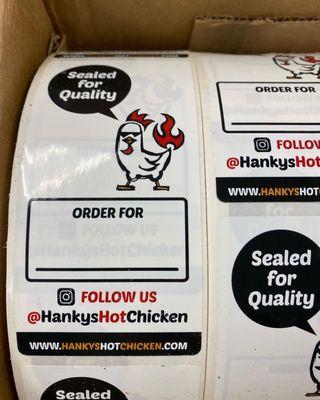 Sealed
for
Quality
ORDER FOR
FOLLOW US
@HankysHotChicken
WWW.HANKYSHOTCHICKEN.COM
Sealed
ORDER FOR
FOLLOW
@HankysHot
WWW.HANKYSHOT
Sealed
for
Quality